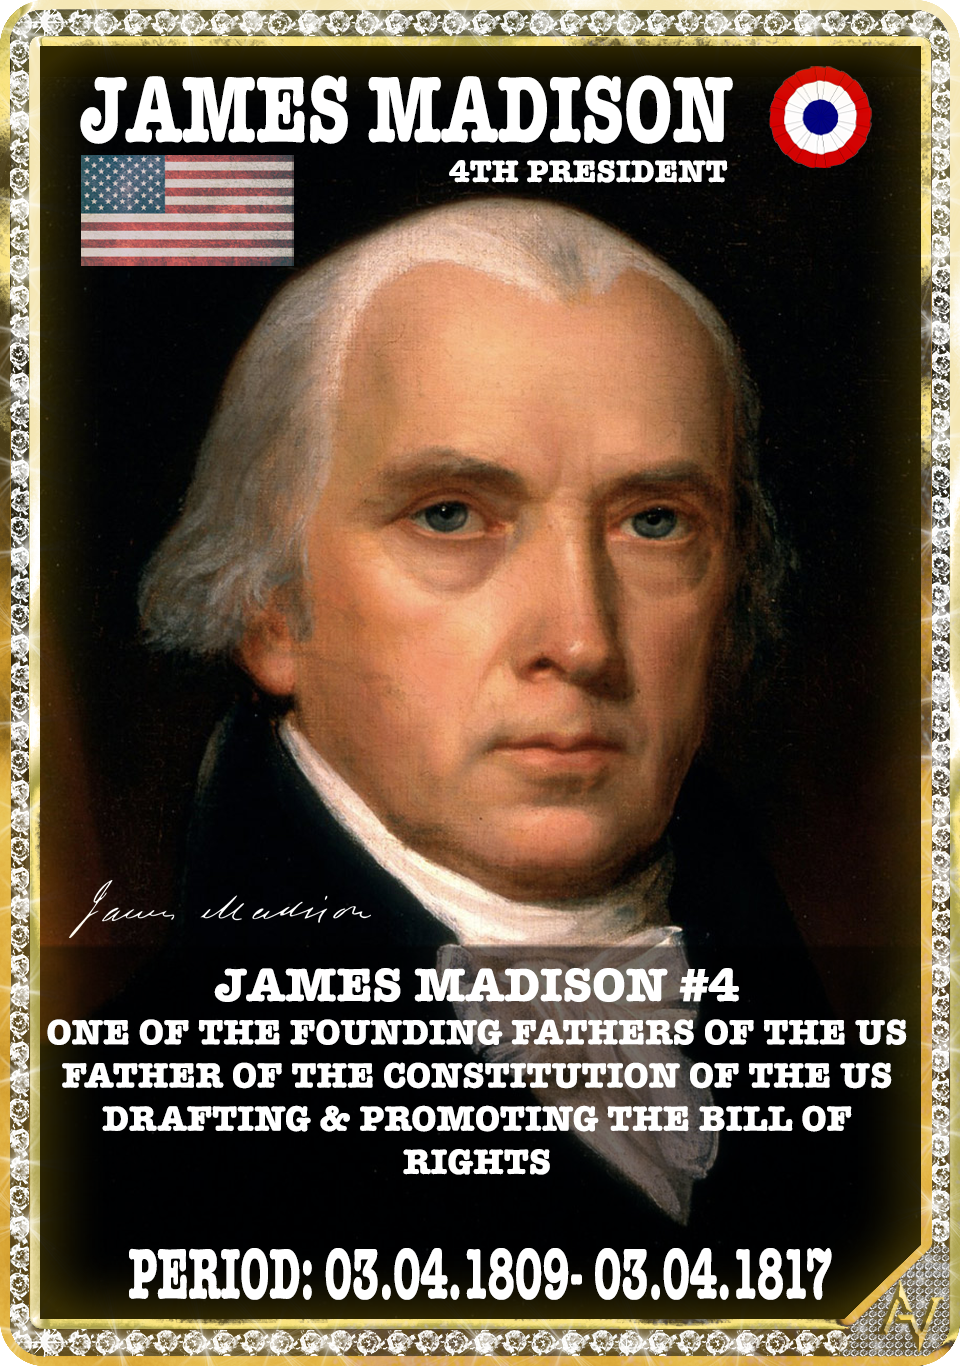 JAMES MADISON
4TH PRESIDENT
James Madison
JAMES MADISON #4
ONE OF THE FOUNDING FATHERS OF THE US
FATHER OF THE CONSTITUTION OF THE US
DRAFTING & PROMOTING THE BILL OF
RIGHTS
PERIOD: 03.04.1809- 03.04.1817